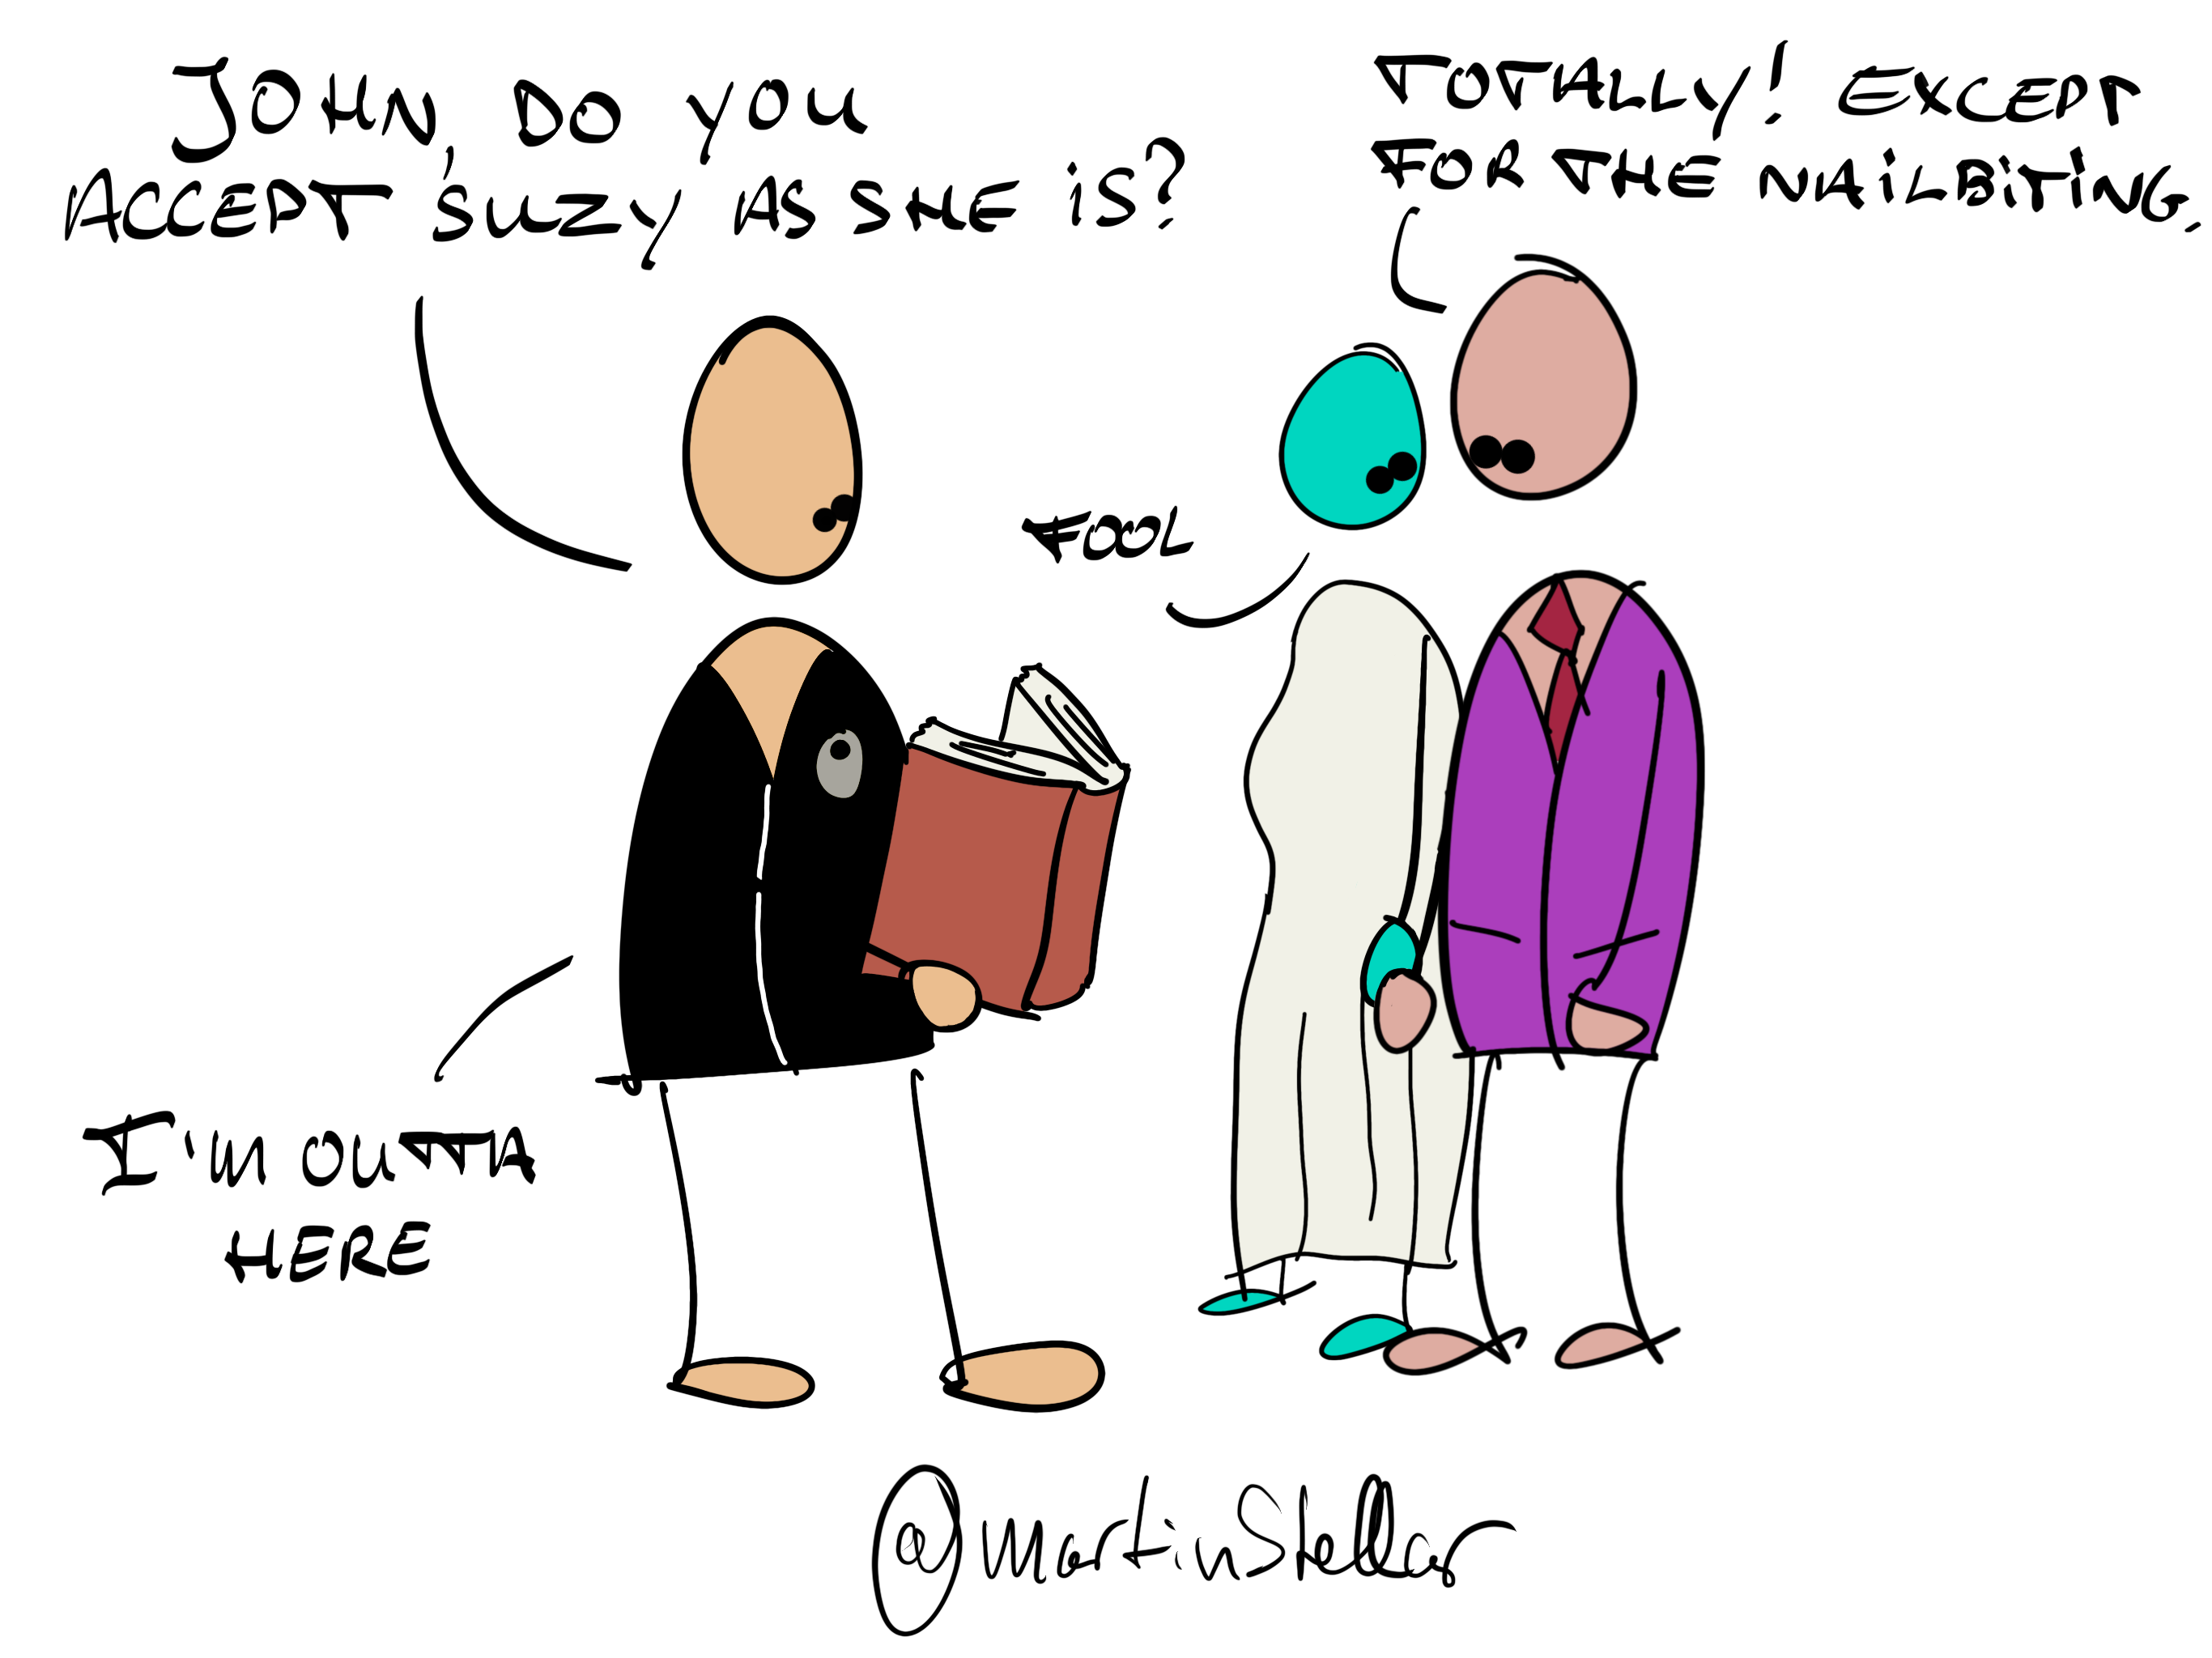 JOHN, DO YOU
ACCEPT SUZY AS SHE IS?
TOTALLY! EXCEPT
FOR THE NAILBITING,
FOOL
I'M OUTTA
HERE
@MartinStellar